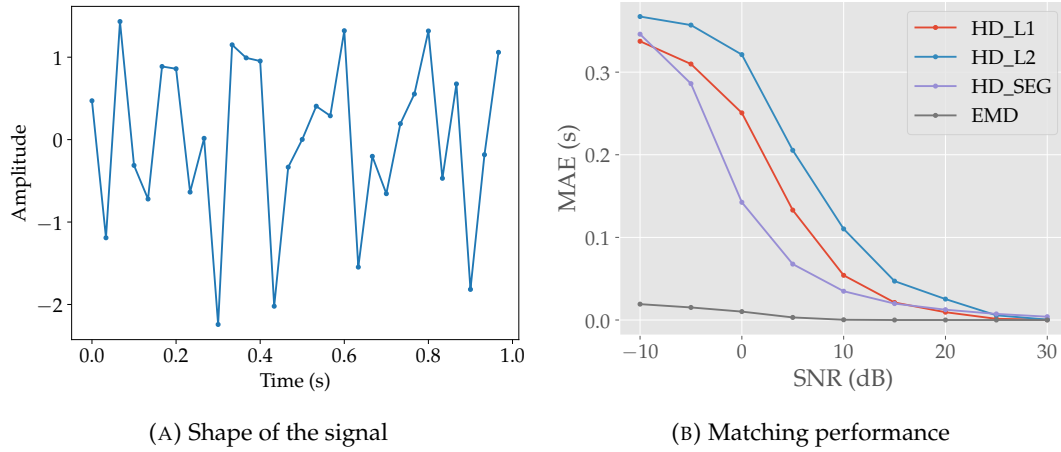 1
0
−1
−2
Amplitude
0.0 0.2 0.4 0.6 0.8 1.0
Time (s)
(A) Shape of the signal
HD_L1
HD_L2
HD_SEG
EMD
0.3
0.2
0.1
0.0
MAE (s)
−10 0 10 20 30
SNR (dB)
(B) Matching performance